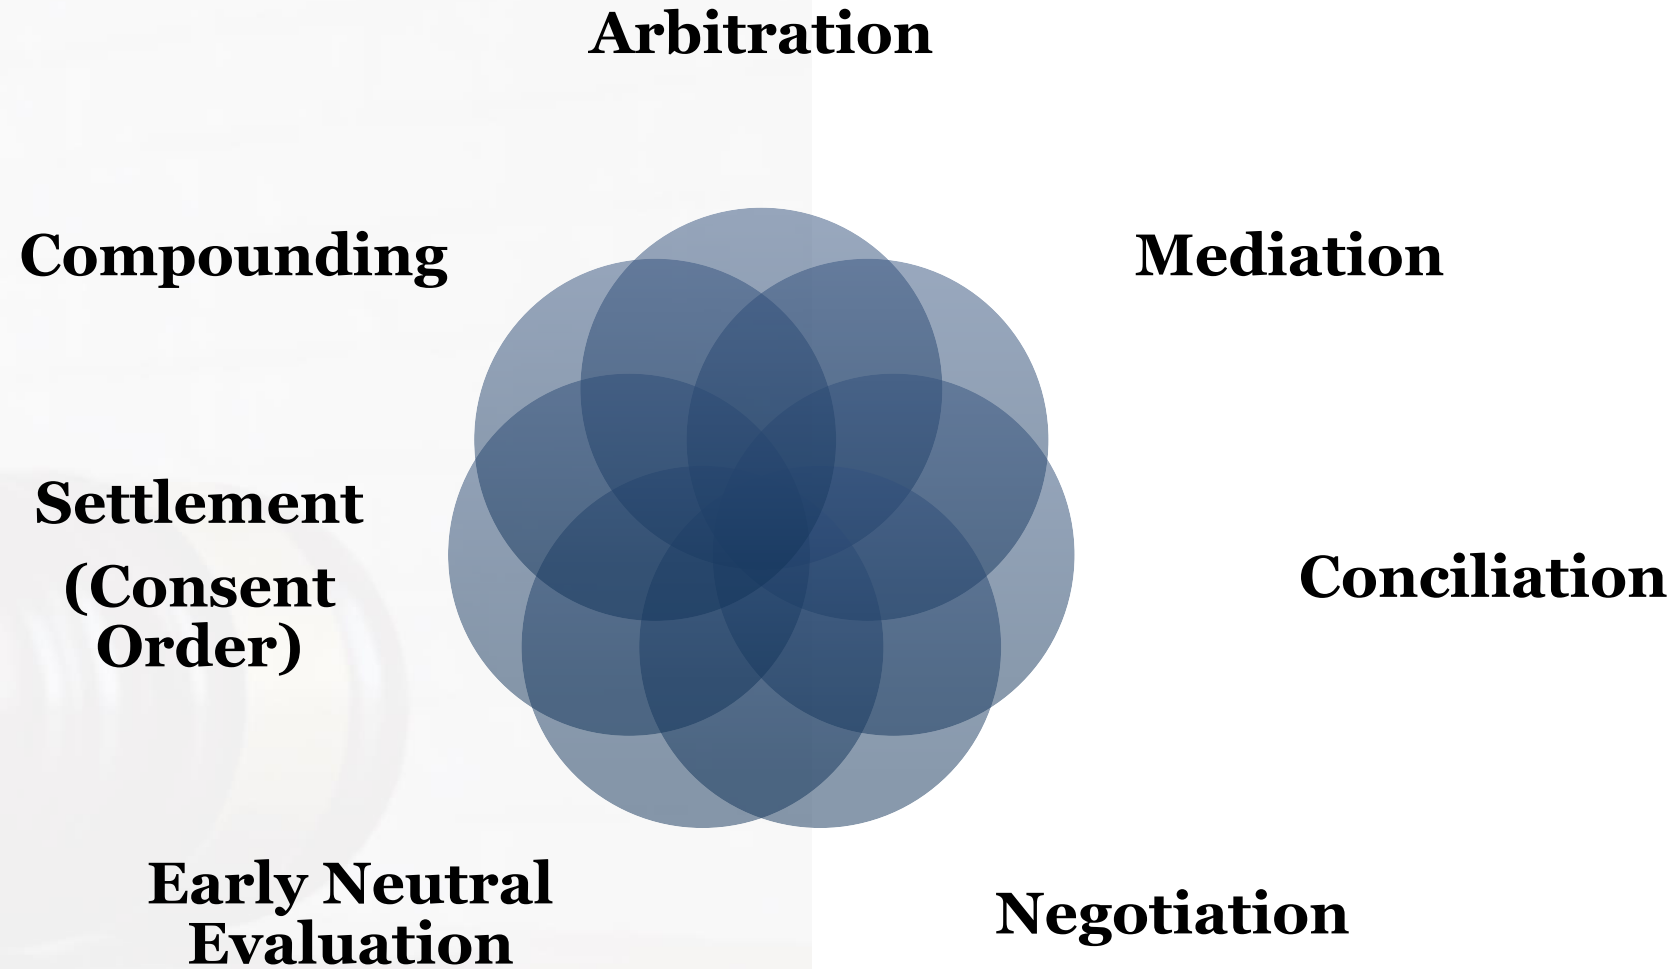 Arbitration
Compounding
Mediation
Settlement
(Consent
Order)
Conciliation
Early Neutral
Evaluation
Negotiation